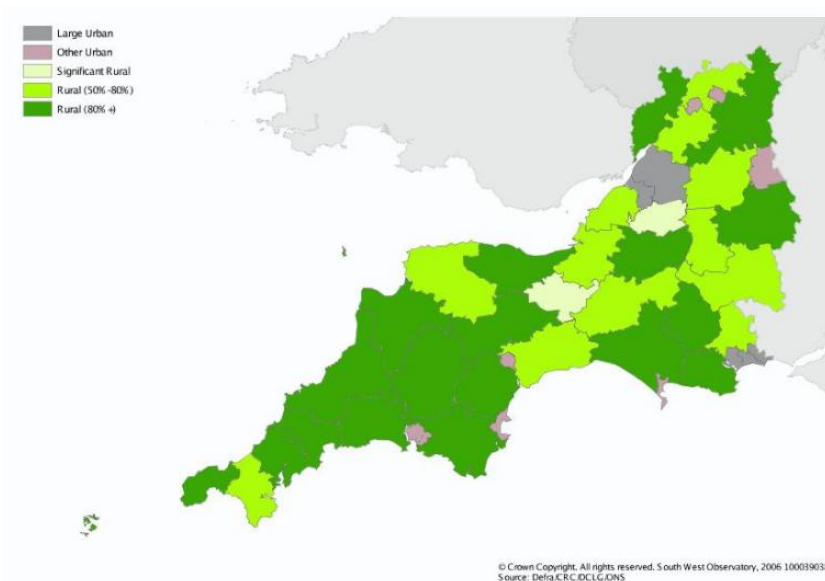 Large Urban
Other Urban
Significant Rural
Rural (50% -80%)
Rural (80% +)
© Crown Copyright. All rights reserved. South West Observatory, 2006 10003903
Source: Defra/CRC/DCLG/ONS